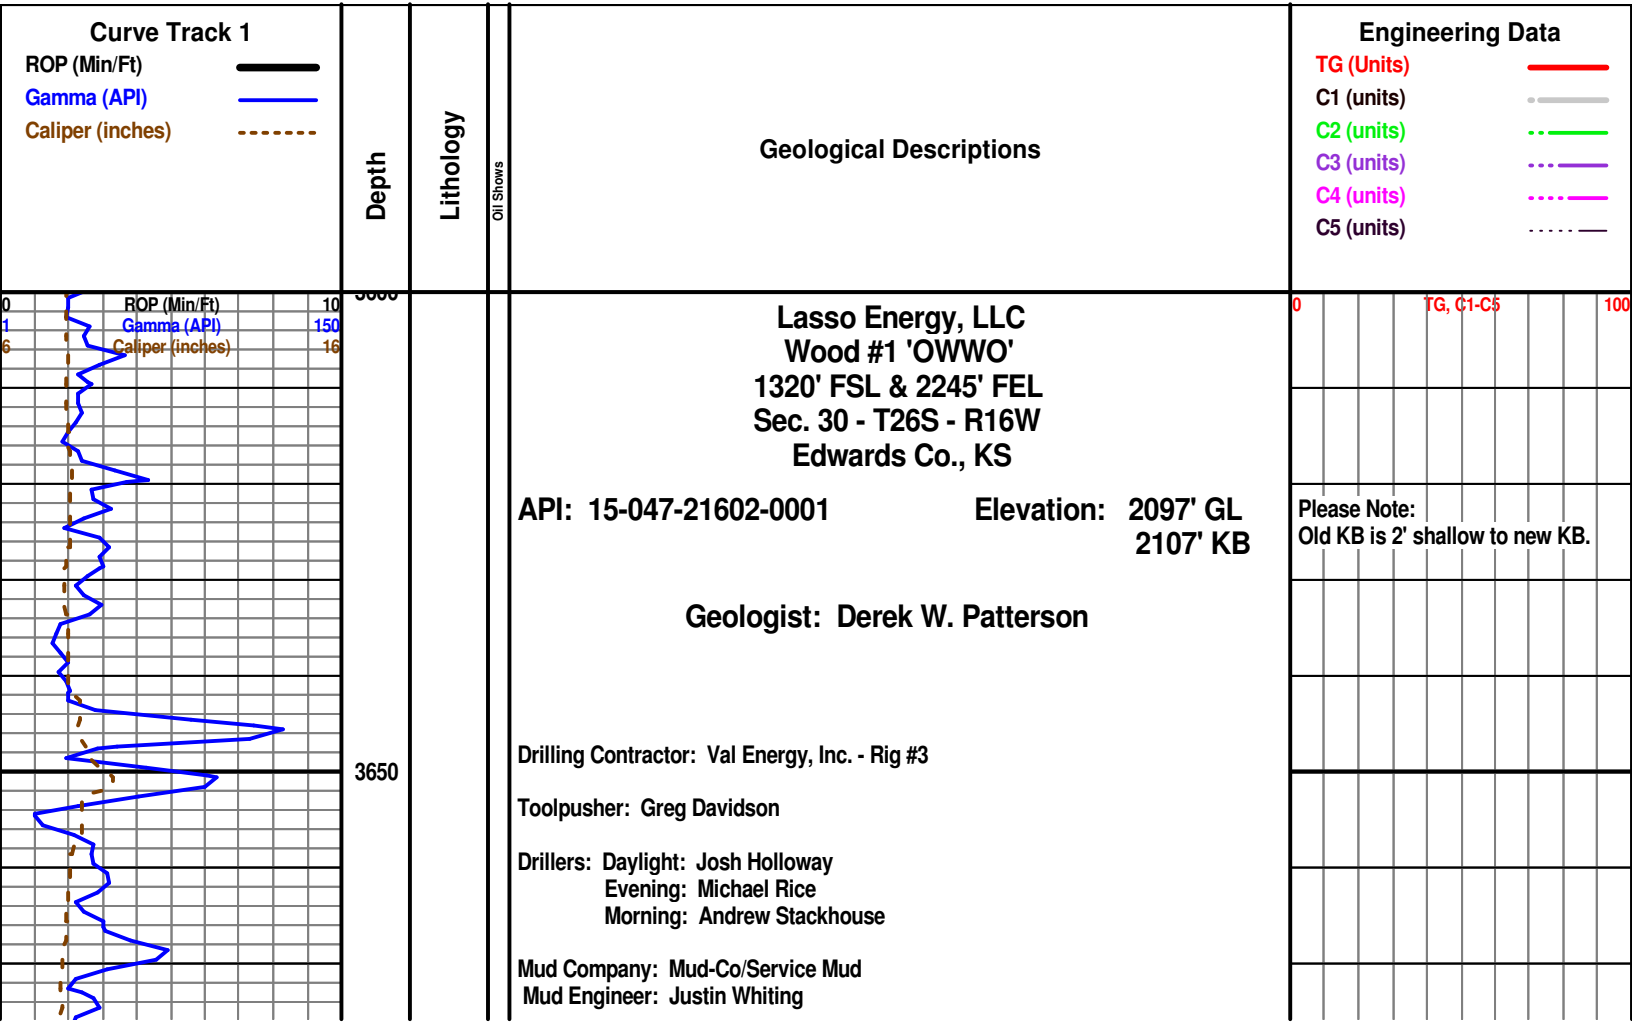 Curve Track 1
ROP (Min/Ft)
Gamma (API)
Caliper (inches)
Depth
Lithology
Oil Shows
Geological Descriptions
Engineering Data
TG (Units)
C1 (units)
C2 (units)
C3 (units)
C4 (units)
C5 (units)
0 ROP (Min/Ft) 10
1 Gamma (API) 150
6 Caliper (inches) 16
3650
Lasso Energy, LLC
Wood #1 'OWWO'
1320' FSL & 2245' FEL
Sec. 30 - T26S - R16W
Edwards Co., KS
API: 15-047-21602-0001 Elevation: 2097' GL
2107' KB
Geologist: Derek W. Patterson
Drilling Contractor: Val Energy, Inc. - Rig #3
Toolpusher: Greg Davidson
Drillers: Daylight: Josh Holloway
Evening: Michael Rice
Morning: Andrew Stackhouse
Mud Company: Mud-Co/Service Mud
Mud Engineer: Justin Whiting
0 TG, C1-C5 100
Please Note:
Old KB is 2' shallow to new KB.